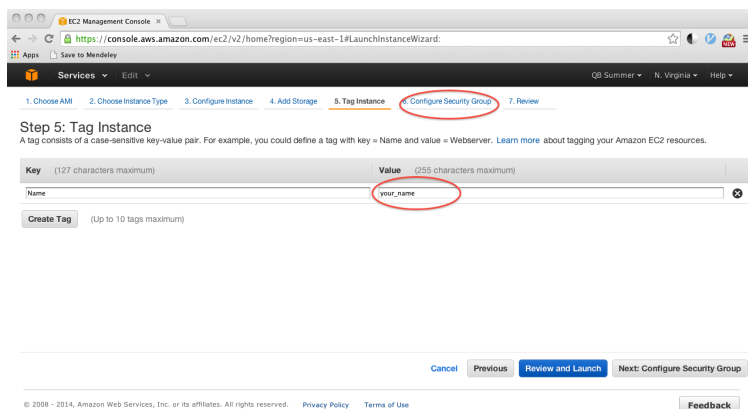 EC2 Management Console
https://console.aws.amazon.com/ec2/v2/home?region=us-east-1#LaunchInstanceWizard:
NEW
Apps Save to Mendeley
Services Edit QB Summer N. Virginia Help
1. Choose AMI 2. Choose Instance Type 3. Configure Instance 4. Add Storage 5. Tag Instance 6. Configure Security Group 7. Review
Step 5: Tag Instance
A tag consists of a case-sensitive key-value pair. For example, you could define a tag with key = Name and value = Webserver. Learn more about tagging your Amazon EC2 resources.
Key (127 characters maximum) Value (255 characters maximum)
Name your_name
Create Tag (Up to 10 tags maximum)
Cancel Previous Review and Launch Next: Configure Security Group
© 2008 - 2014, Amazon Web Services, Inc. or its affiliates. All rights reserved. Privacy Policy Terms of Use Feedback